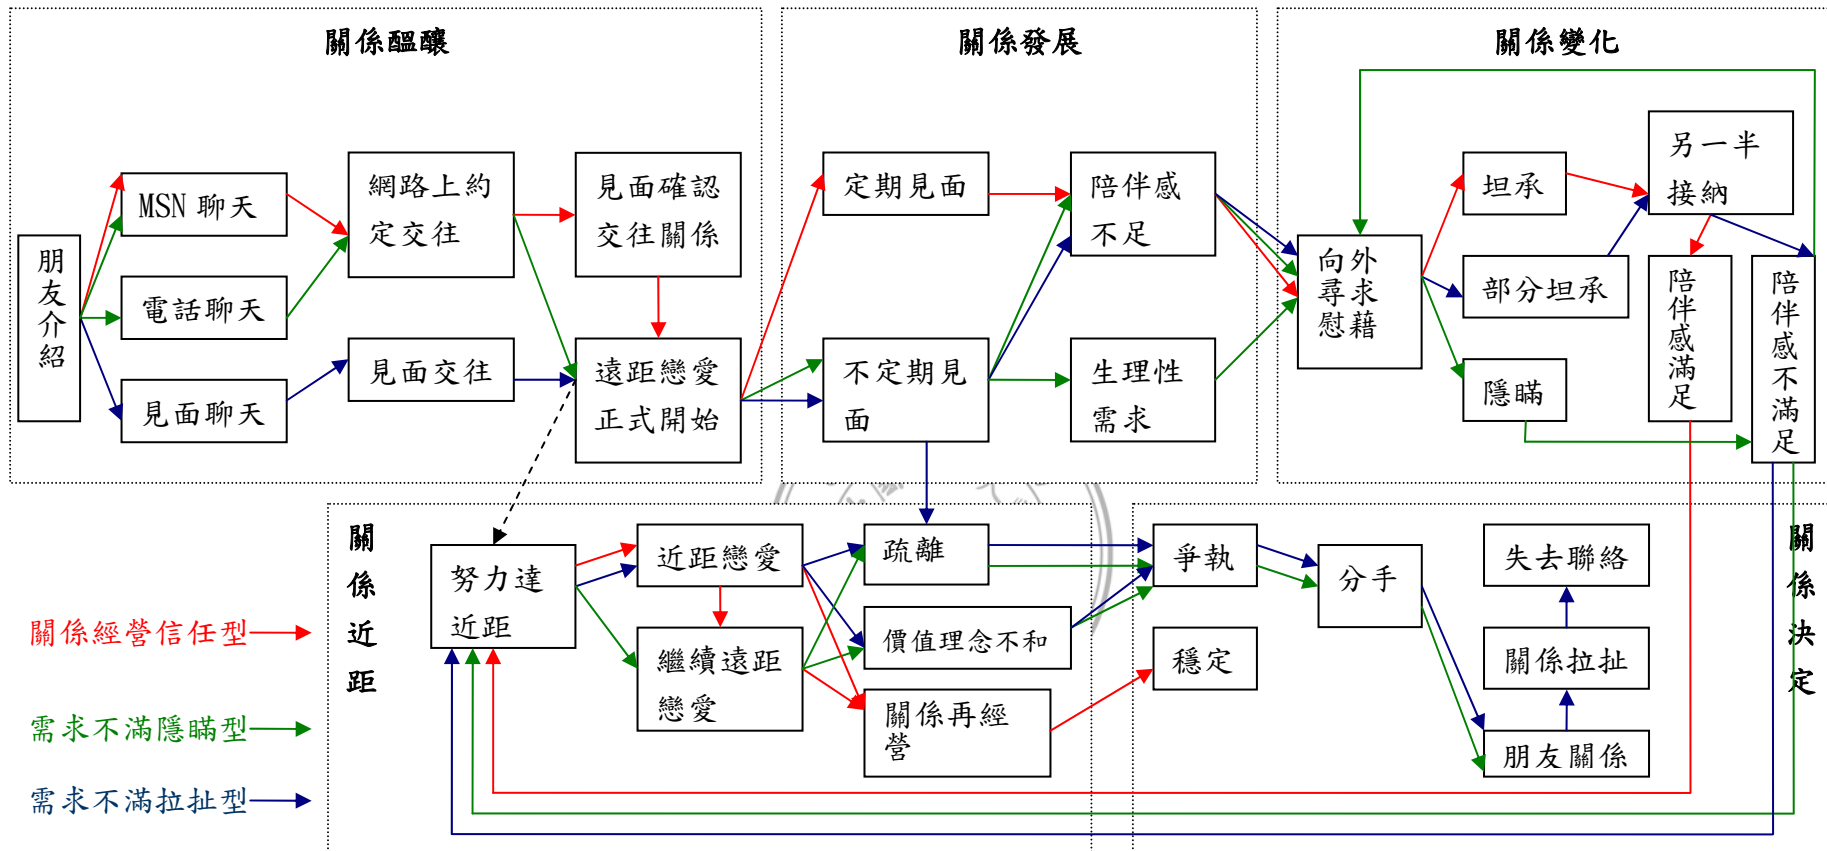 關係醞釀
關係發展
關係變化
朋友介紹
MSN 聊天
電話聊天
見面聊天
網路上約
定交往
見面交往
見面確認
交往關係
遠距戀愛
正式開始
定期見面
不定期見
面
陪伴感
不足
生理性
需求
向外
尋求
慰藉
坦承
部分坦承
隱瞞
另一半
接納
陪伴感滿足
陪伴感不滿足
關係近距
努力達
近距
近距戀愛
繼續遠距
戀愛
疏離
價值理念不和
關係再經
營
關係決定
爭執
穩定
分手
失去聯絡
關係拉扯
朋友關係
關係經營信任型
需求不滿隱瞞型
需求不滿拉扯型